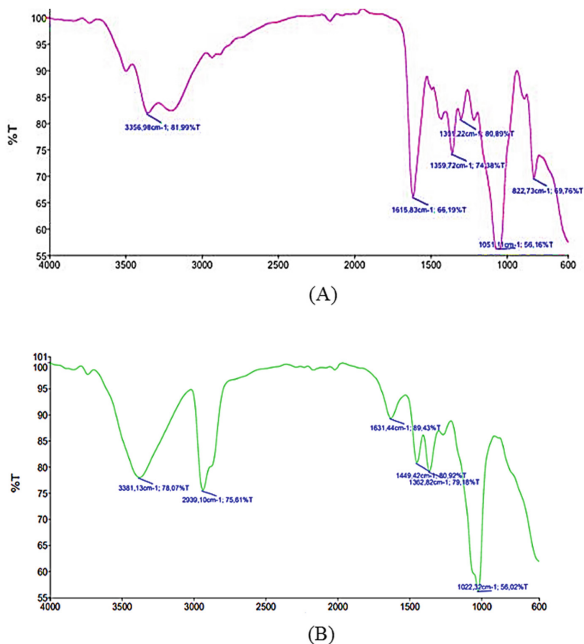 100
95
90
85
80
75
70
65
60
55
%T
3356,98cm-1; 81.99%T
1615,83cm-1; 66,19%T
1359,72cm-1; 74,38%T
1301,22cm-1; 80,89%T
1051,11cm-1; 56,16%T
822,73cm-1; 69,76%T
4000 3500 3000 2000 1500 1000 600
(A)
101
100
95
90
85
80
75
70
65
60
55
%T
3381,13cm-1; 78,07%T
2939,10cm-1; 75,61%T
1631,44cm-1; 89,43%T
1449,42cm-1; 80,92%T
1362,82cm-1; 79,18%T
1022,32cm-1; 56,02%T
4000 3500 3000 2000 1500 1000 600
(B)